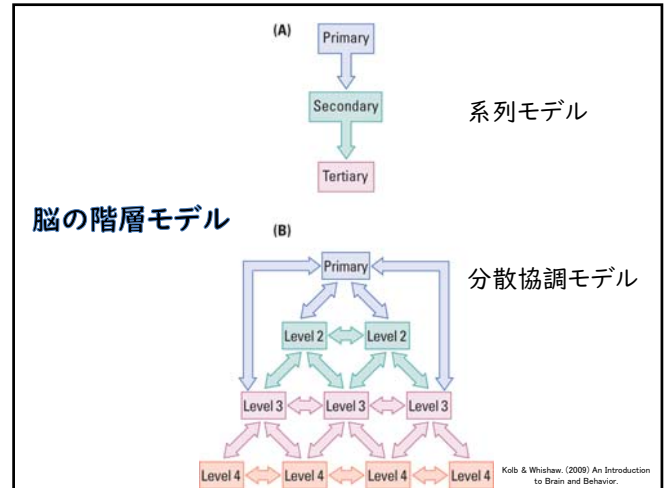 (A)
Primary
Secondary
系列モデル
Tertiary
脳の階層モデル
(B)
Primary
分散協調モデル
Level 2 Level 2
Level 3 Level 3 Level 3
Level 4 Level 4 Level 4 Level 4
Kolb & Whishaw. (2009) An Introduction
to Brain and Behavior.